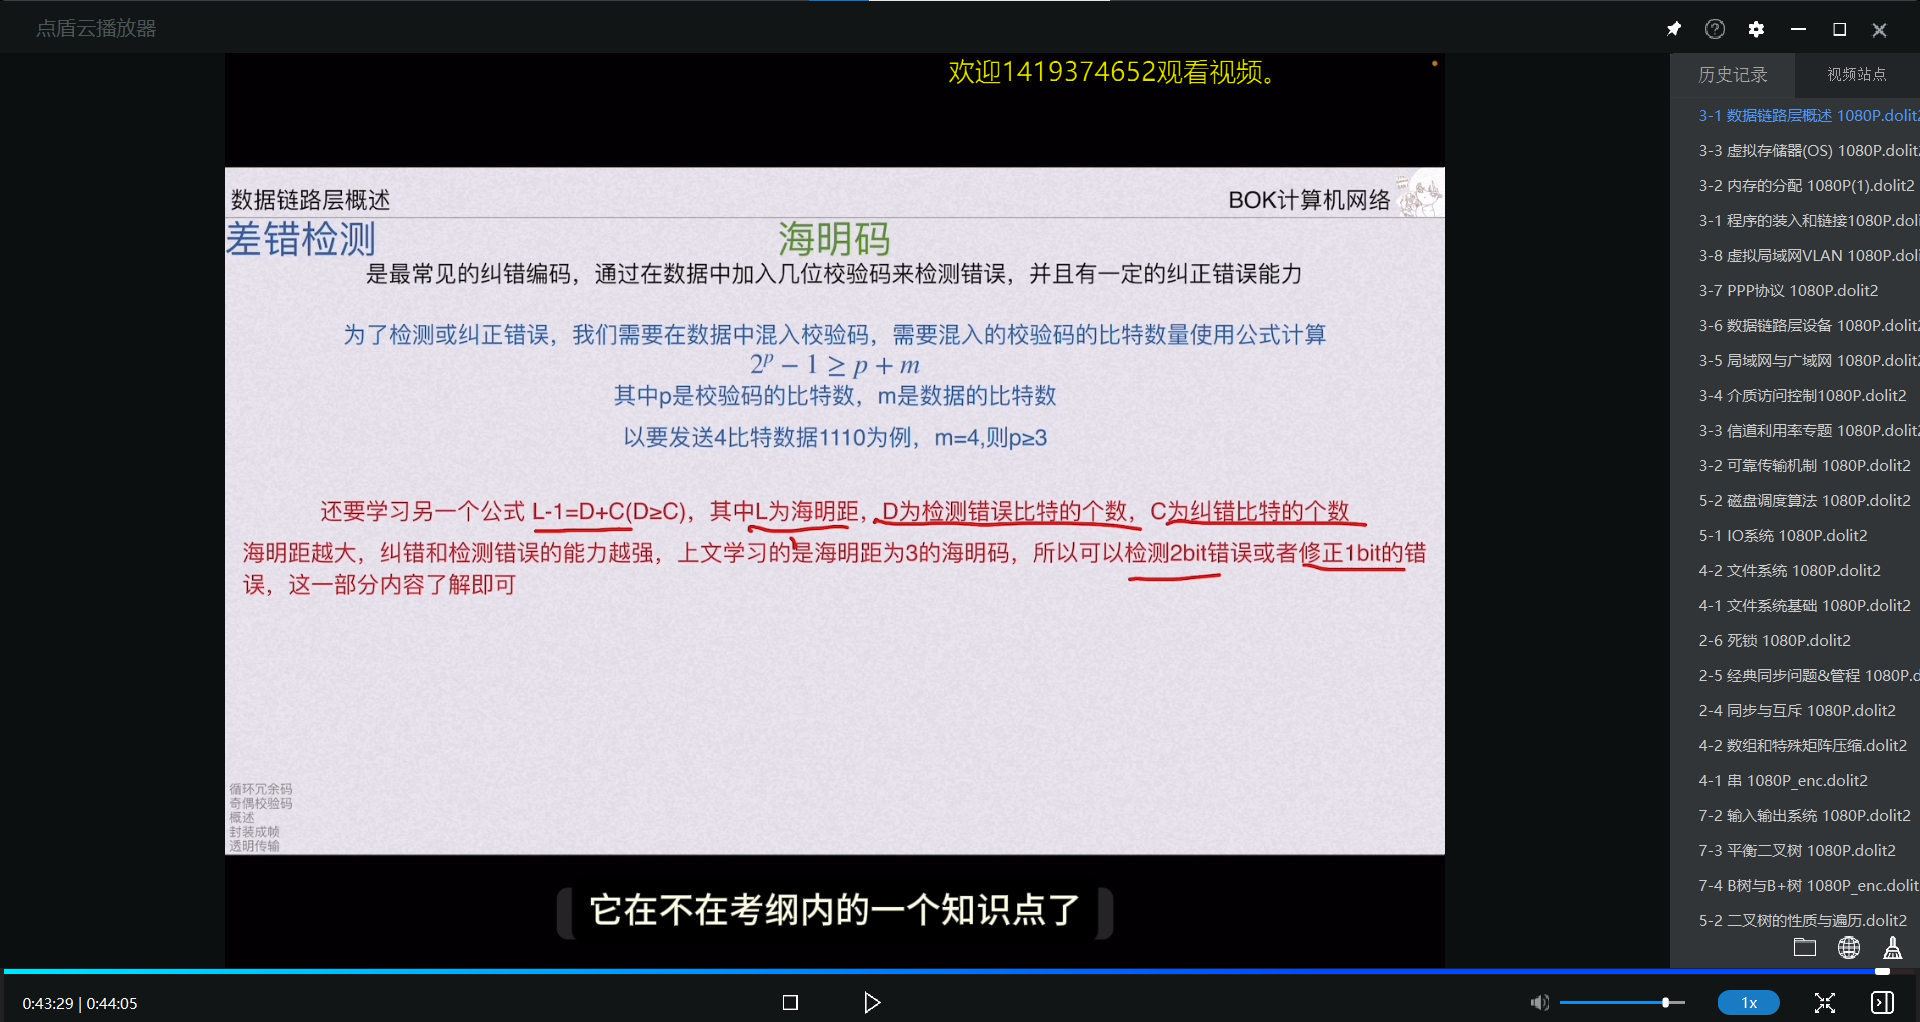 点盾云播放器
欢迎1419374652观看视频。
数据链路层概述
BOK计算机网络
差错检测
海明码
是最常见的纠错编码，通过在数据中加入几位校验码来检测错误，并且有一定的纠正错误能力
为了检测或纠正错误，我们需要在数据中混入校验码，需要混入的校验码的比特数量使用公式计算
2^p − 1 ≥ p + m
其中p是校验码的比特数，m是数据的比特数
以要发送4比特数据1110为例，m=4,则p≥3
还要学习另一个公式 L-1=D+C(D≥C)，其中L为海明距，D为检测错误比特的个数，C为纠错比特的个数
海明距越大，纠错和检测错误的能力越强，上文学习的是海明距为3的海明码，所以可以检测2bit错误或者修正1bit的错
误，这一部分内容了解即可
循环冗余码
奇偶校验码
概述
封装成帧
透明传输
它在不在考纲内的一个知识点了
历史记录
视频站点
3-1 数据链路层概述 1080P.dolit2
3-3 虚拟存储器(OS) 1080P.dolit2
3-2 内存的分配 1080P(1).dolit2
3-1 程序的装入和链接1080P.doli
3-8 虚拟局域网VLAN 1080P.doli
3-7 PPP协议 1080P.dolit2
3-6 数据链路层设备 1080P.dolit2
3-5 局域网与广域网 1080P.dolit2
3-4 介质访问控制1080P.dolit2
3-3 信道利用率专题 1080P.dolit2
3-2 可靠传输机制 1080P.dolit2
5-2 磁盘调度算法 1080P.dolit2
5-1 IO系统 1080P.dolit2
4-2 文件系统 1080P.dolit2
4-1 文件系统基础 1080P.dolit2
2-6 死锁 1080P.dolit2
2-5 经典同步问题&管程 1080P.d
2-4 同步与互斥 1080P.dolit2
4-2 数组和特殊矩阵压缩.dolit2
4-1 串 1080P_enc.dolit2
7-2 输入输出系统 1080P.dolit2
7-3 平衡二叉树 1080P.dolit2
7-4 B树与B+树 1080P_enc.dolit
5-2 二叉树的性质与遍历.dolit2
0:43:29 | 0:44:05
1x